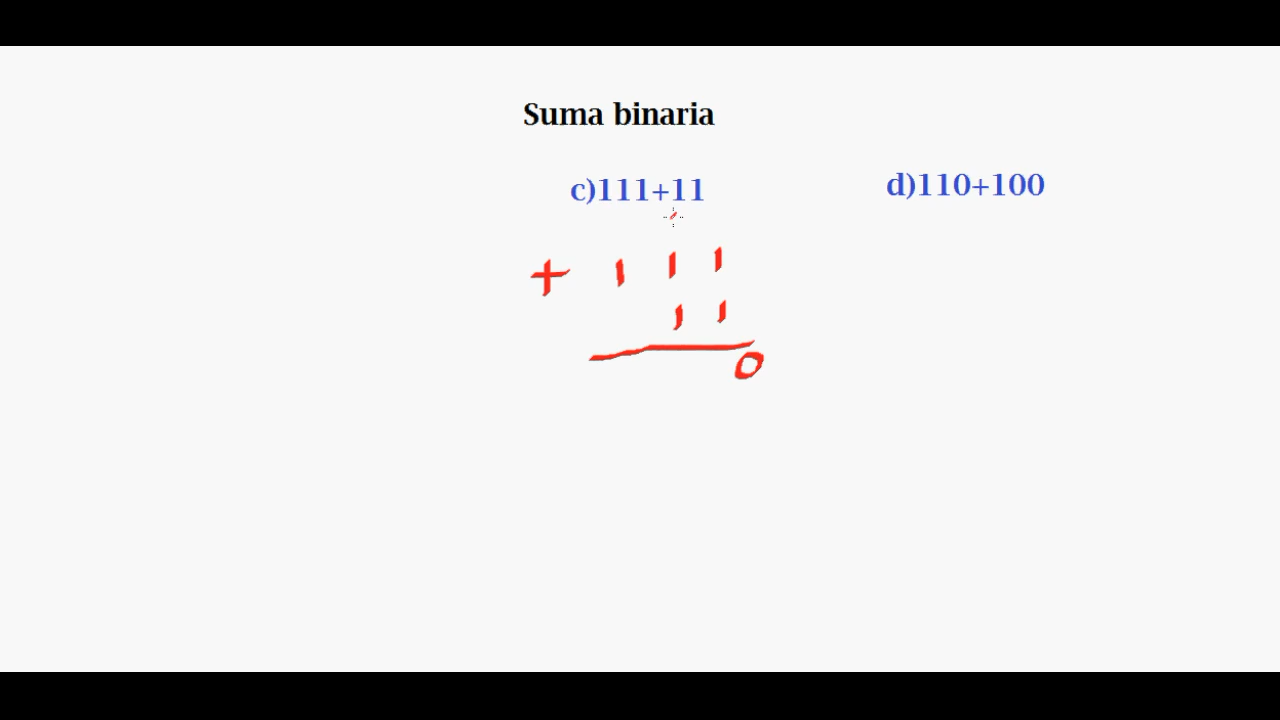 Suma binaria
c)111+11
d)110+100
+ 1 1 1
1 1
0